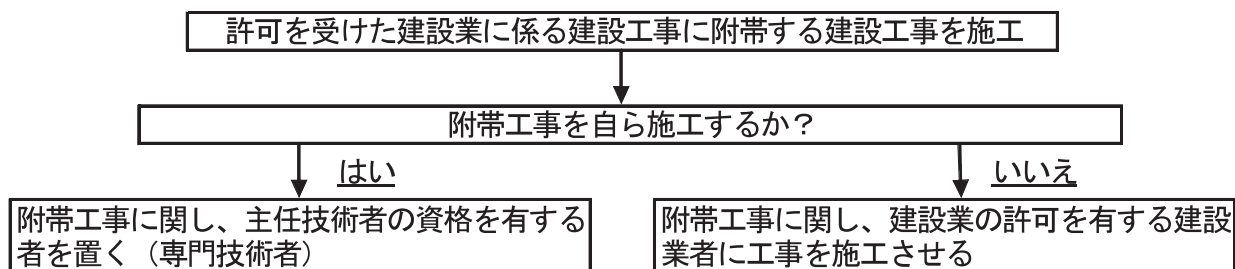 許可を受けた建設業に係る建設工事に附帯する建設工事を施工
附帯工事を自ら施工するか？
はい
いいえ
附帯工事に関し、主任技術者の資格を有する
者を置く（専門技術者）
附帯工事に関し、建設業の許可を有する建設
業者に工事を施工させる